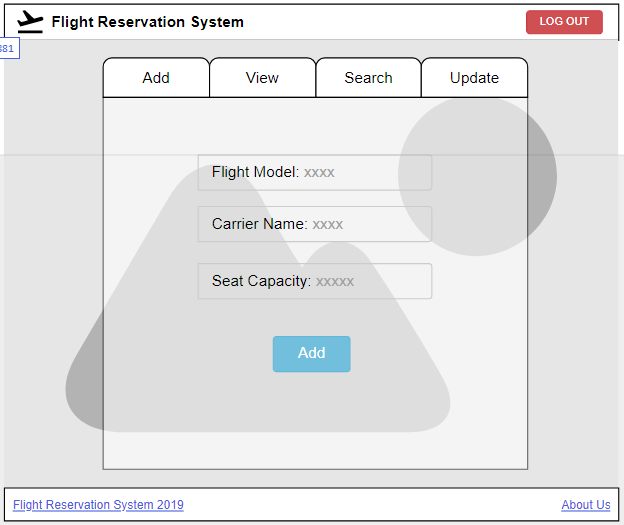 Flight Reservation System
LOG OUT
381
Add
View
Search
Update
Flight Model: xxxx
Carrier Name: xxxx
Seat Capacity: xxxxx
Add
Flight Reservation System 2019
About Us